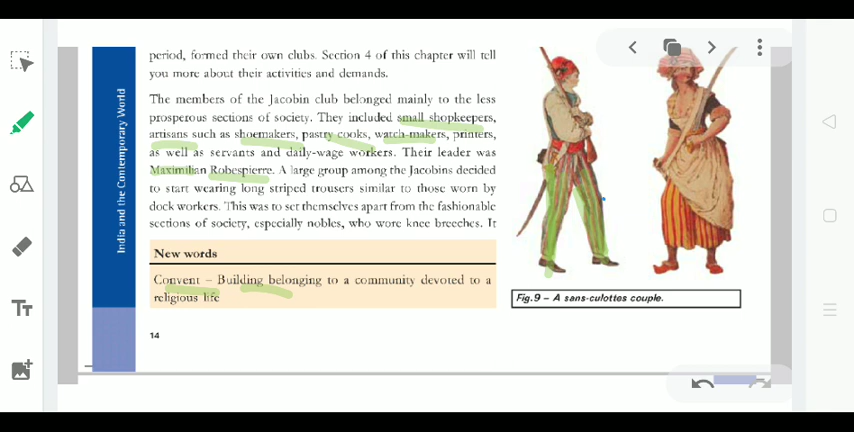 period, formed their own clubs. Section 4 of this chapter will tell
you more about their activities and demands.
The members of the Jacobin club belonged mainly to the less
prosperous sections of society. They included small shopkeepers,
artisans such as shoemakers, pastry cooks, watch-makers, printers,
as well as servants and daily-wage workers. Their leader was
Maximilian Robespierre. A large group among the Jacobins decided
to start wearing long striped trousers similar to those worn by
dock workers. This was to set themselves apart from the fashionable
sections of society, especially nobles, who wore knee breeches. It
New words
Convent – Building belonging to a community devoted to a
religious life
14
India and the Contemporary World
Fig.9 – A sans-culottes couple.
Tт